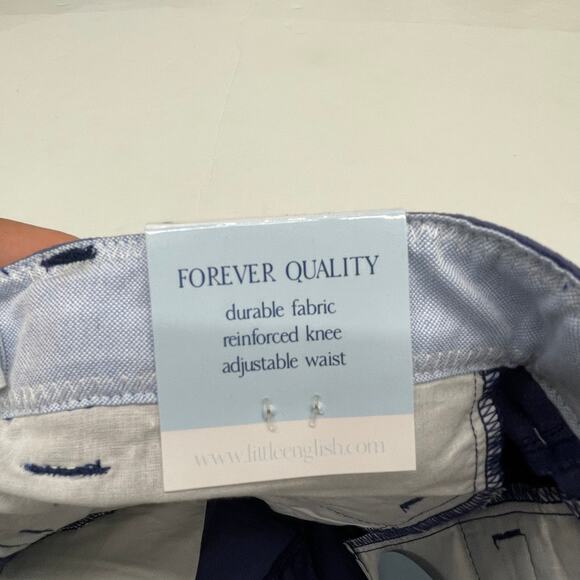 FOREVER QUALITY
durable fabric
reinforced knee
adjustable waist
www.littleenglish.com